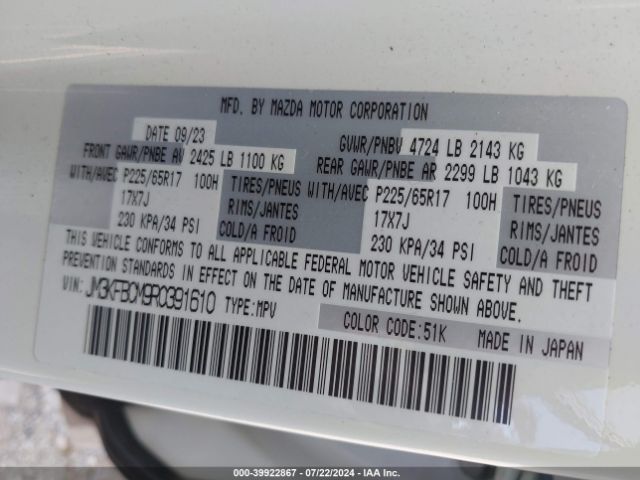 MFD. BY MAZDA MOTOR CORPORATION
DATE 09/23 GVWR/PNBV 4724 LB 2143 KG
FRONT GAWR/PNBE AV 2425 LB 1100 KG REAR GAWR/PNBE AR 2299 LB 1043 KG
WITH/AVEC P225/65R17 100H TIRES/PNEUS WITH/AVEC P225/65R17 100H TIRES/PNEUS
17X7J RIMS/JANTES 17X7J RIMS/JANTES
230 KPA/34 PSI COLD/A FROID 230 KPA/34 PSI COLD/A FROID
THIS VEHICLE CONFORMS TO ALL APPLICABLE FEDERAL MOTOR VEHICLE SAFETY AND THEFT
PREVENTION STANDARDS IN EFFECT ON THE DATE OF MANUFACTURE SHOWN ABOVE.
VIN: JM3KFBCM9R0391610 TYPE:MPV
COLOR CODE:51K MADE IN JAPAN
000-39922867 - 07/22/2024 - IAA Inc.